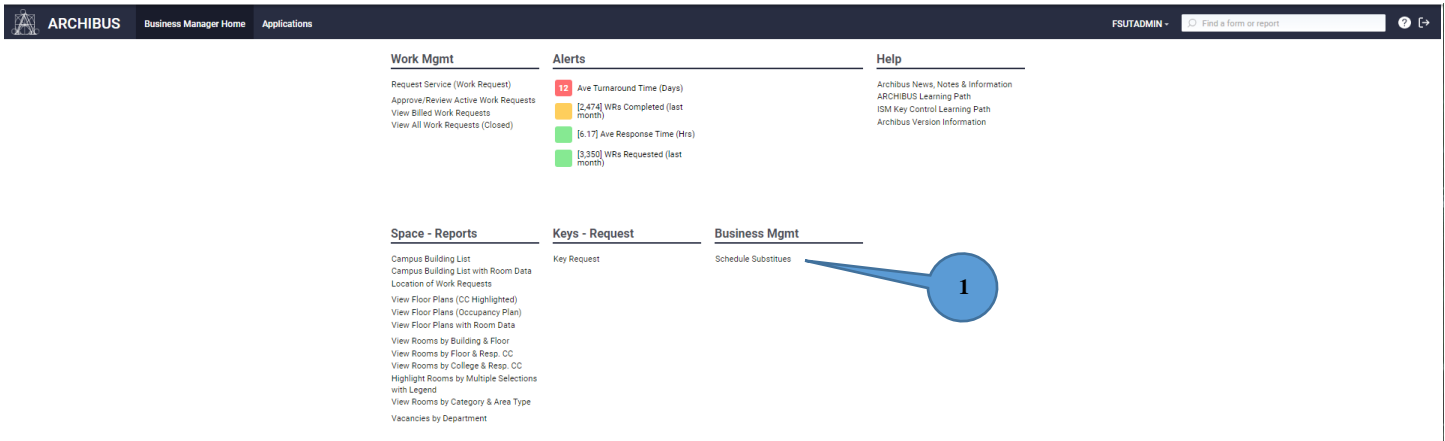 ARCHIBUS Business Manager Home Applications FSUTADMIN - Find a form or report ?
Work Mgmt
Request Service (Work Request)
Approve/Review Active Work Requests
View Billed Work Requests
View All Work Requests (Closed)
Alerts
12 Ave Turnaround Time (Days)
[2,474] WRs Completed (last
month)
[6.17] Ave Response Time (Hrs)
[3,350] WRs Requested (last
month)
Help
Archibus News, Notes & Information
ARCHIBUS Learning Path
ISM Key Control Learning Path
Archibus Version Information
Space - Reports
Campus Building List
Campus Building List with Room Data
Location of Work Requests
View Floor Plans (CC Highlighted)
View Floor Plans (Occupancy Plan)
View Floor Plans with Room Data
View Rooms by Building & Floor
View Rooms by Floor & Resp. CC
View Rooms by College & Resp. CC
Highlight Rooms by Multiple Selections
with Legend
View Rooms by Category & Area Type
Vacancies by Department
Keys - Request
Key Request
Business Mgmt
Schedule Substitues
1